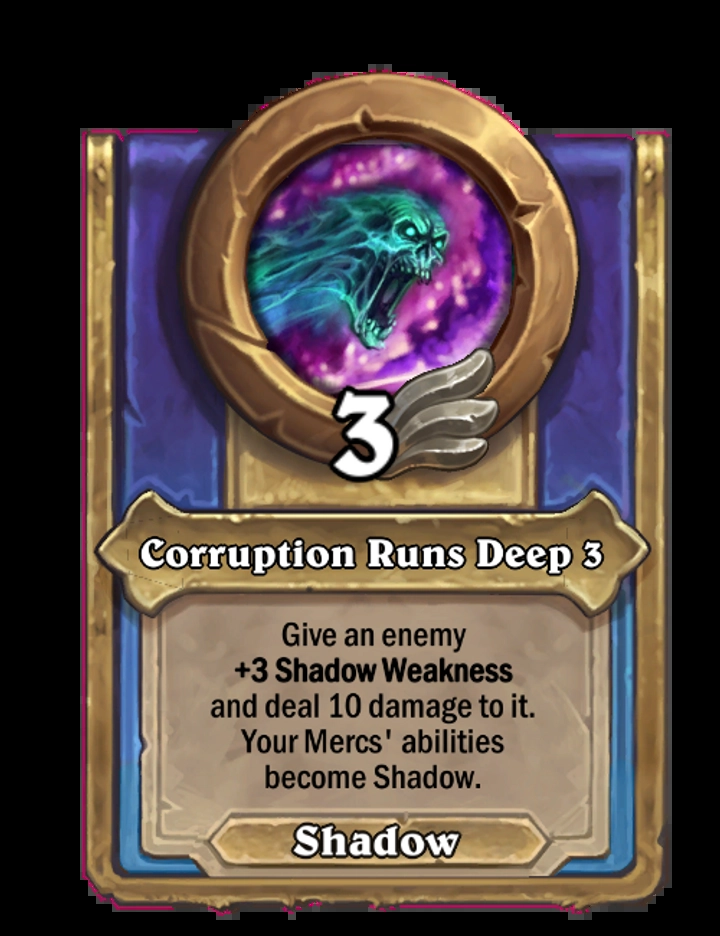 3
Corruption Runs Deep 3
Give an enemy
+3 Shadow Weakness
and deal 10 damage to it.
Your Mercs' abilities
become Shadow.
Shadow